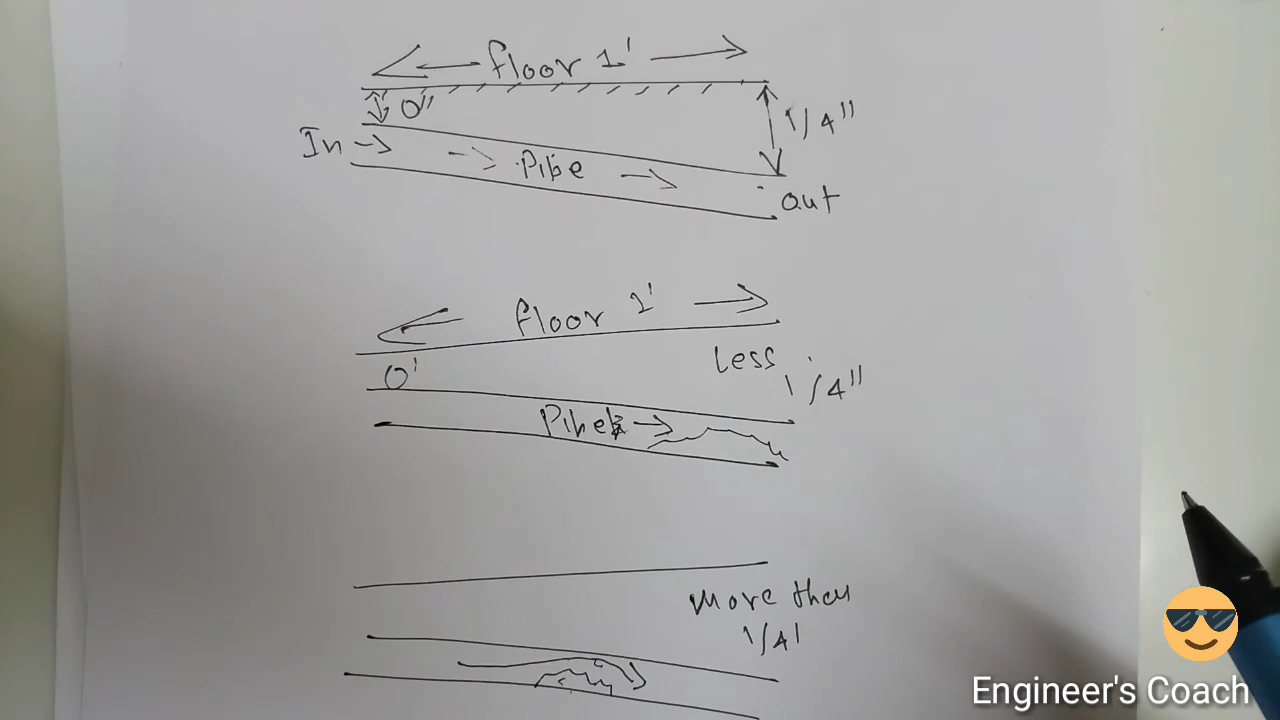 floor 1'
0"
1/4"
In
Pipe
out
floor 1'
0'
Less
1/4"
Pipe
More then
1/4'
Engineer's Coach